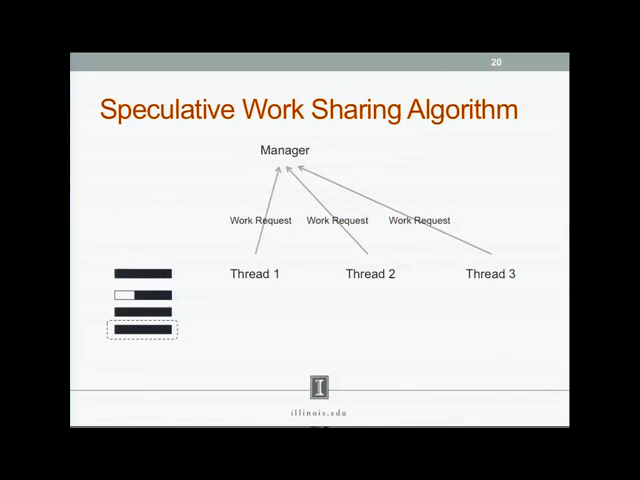 20
Speculative Work Sharing Algorithm
Manager
Work Request Work Request Work Request
Thread 1 Thread 2 Thread 3
I
illinois.edu